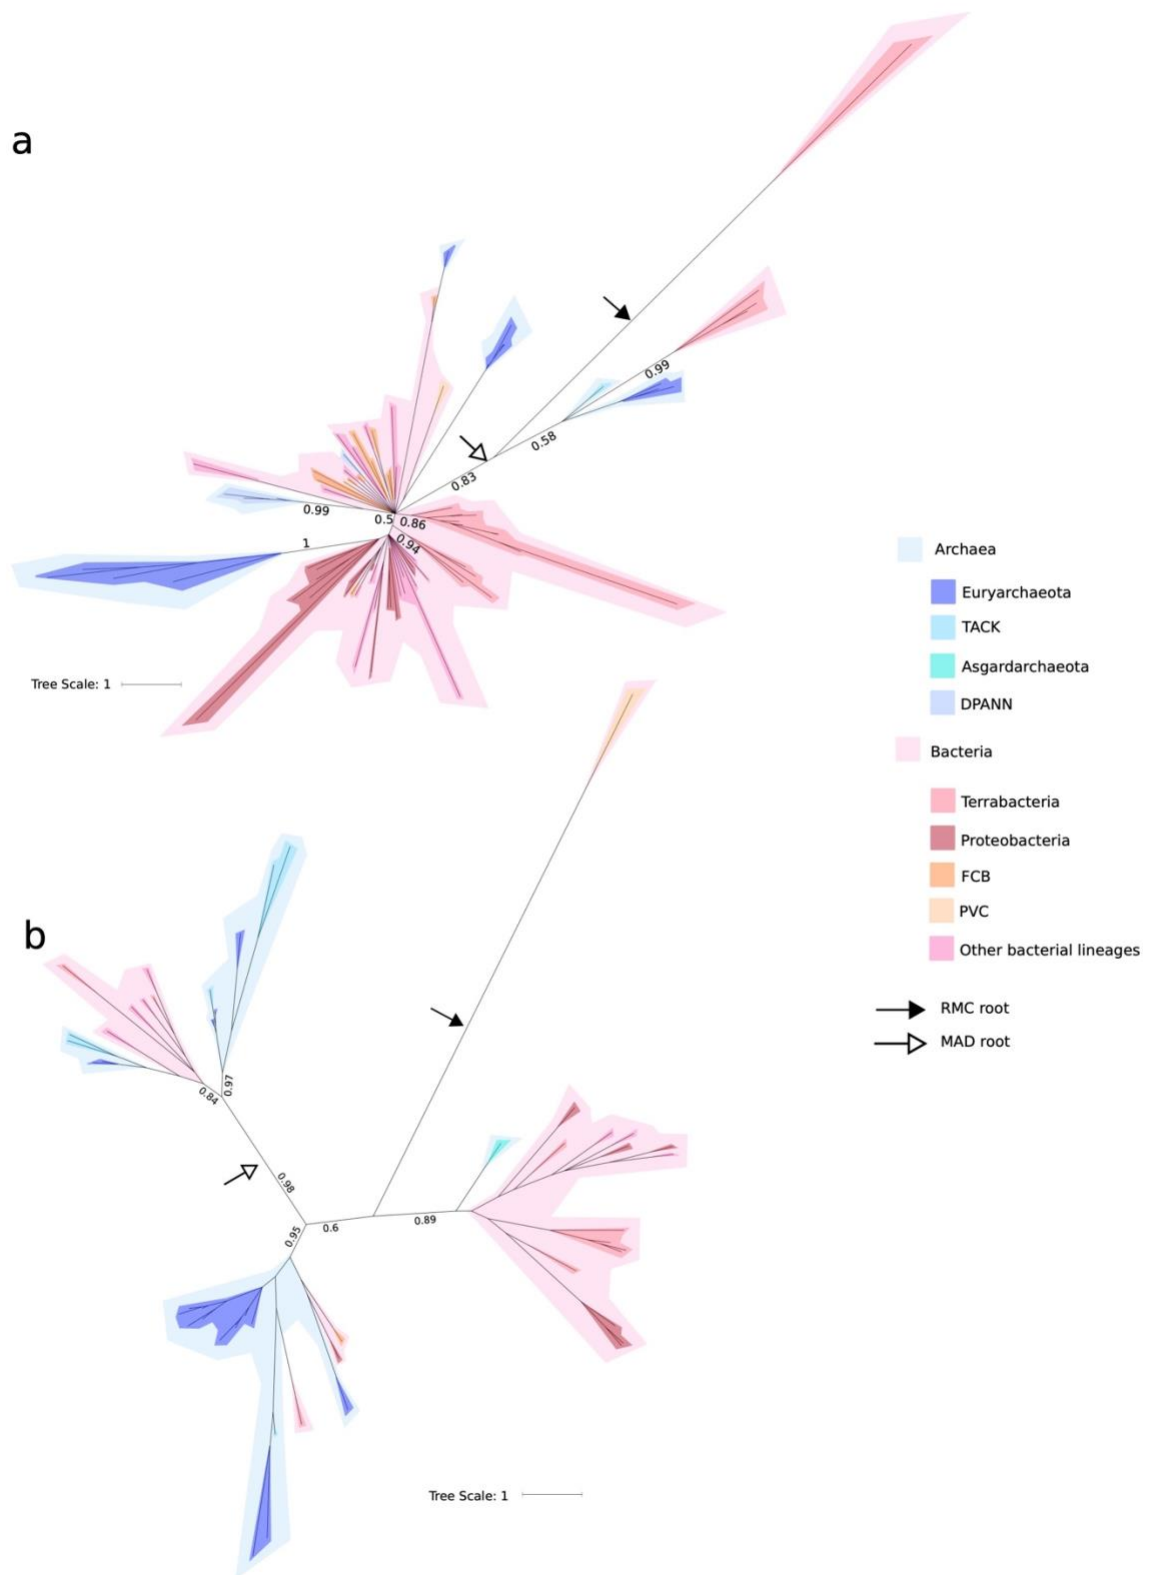 a
0.99
0.58
0.83
0.99
0.5
0.86
0.94
1
Tree Scale: 1
Archaea
Euryarchaeota
TACK
Asgardarchaeota
DPANN
Bacteria
Terrabacteria
Proteobacteria
FCB
PVC
Other bacterial lineages
RMC root
MAD root
b
0.97
0.84
0.98
0.95
0.6
0.89
Tree Scale: 1